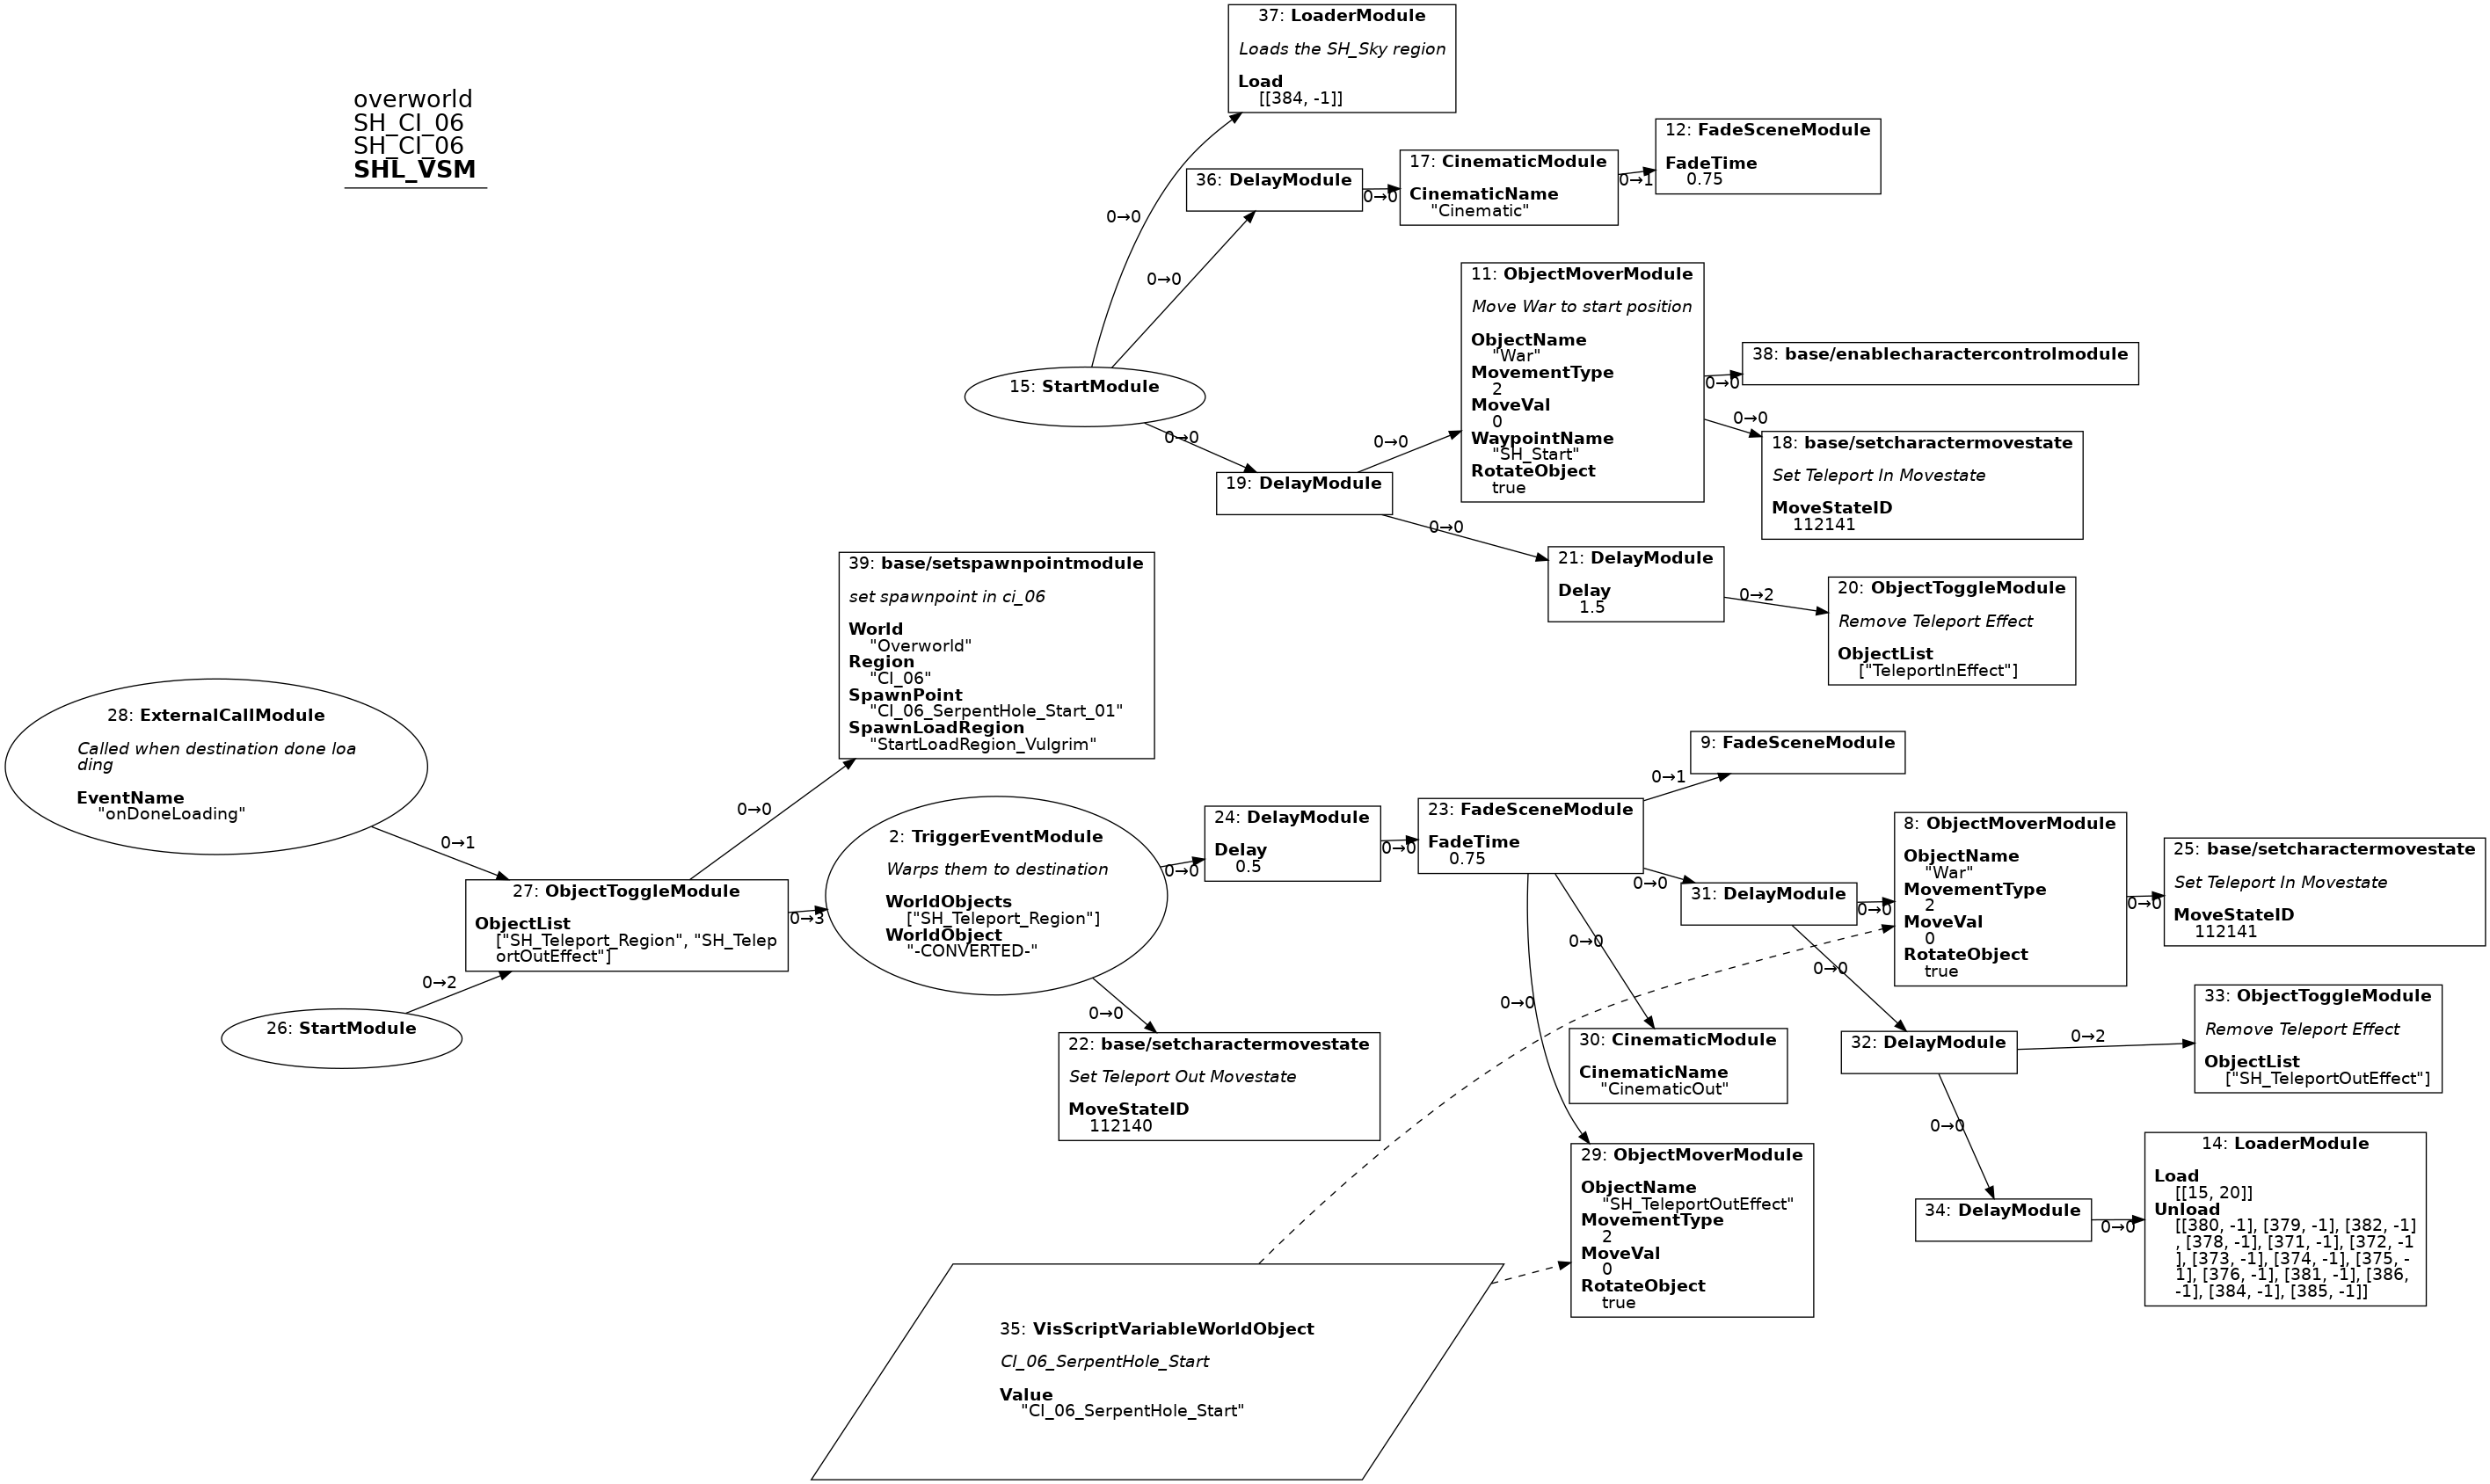 overworld
SH_CI_06
SH_CI_06
SHL_VSM
37: LoaderModule
Loads the SH_Sky region
Load
[[384, -1]]
12: FadeSceneModule
FadeTime
0.75
17: CinematicModule
CinematicName
"Cinematic"
0→1
36: DelayModule
0→0
0→0
0→0
11: ObjectMoverModule
Move War to start position
ObjectName
"War"
MovementType
2
MoveVal
0
WaypointName
"SH_Start"
RotateObject
true
38: base/enablecharactercontrolmodule
0→0
0→0
15: StartModule
0→0
0→0
18: base/setcharactermovestate
Set Teleport In Movestate
MoveStateID
112141
19: DelayModule
0→0
21: DelayModule
Delay
1.5
0→2
20: ObjectToggleModule
Remove Teleport Effect
ObjectList
["TeleportInEffect"]
39: base/setspawnpointmodule
set spawnpoint in ci_06
World
"Overworld"
Region
"CI_06"
SpawnPoint
"CI_06_SerpentHole_Start_01"
SpawnLoadRegion
"StartLoadRegion_Vulgrim"
28: ExternalCallModule
Called when destination done loa
ding
EventName
"onDoneLoading"
0→1
0→0
27: ObjectToggleModule
ObjectList
["SH_Teleport_Region", "SH_Telep
ortOutEffect"]
0→3
0→2
26: StartModule
2: TriggerEventModule
Warps them to destination
WorldObjects
["SH_Teleport_Region"]
WorldObject
"-CONVERTED-"
0→0
0→0
24: DelayModule
Delay
0.5
0→0
23: FadeSceneModule
FadeTime
0.75
0→1
9: FadeSceneModule
0→0
31: DelayModule
0→0
0→0
0→0
0→0
8: ObjectMoverModule
ObjectName
"War"
MovementType
2
MoveVal
0
RotateObject
true
0→0
25: base/setcharactermovestate
Set Teleport In Movestate
MoveStateID
112141
22: base/setcharactermovestate
Set Teleport Out Movestate
MoveStateID
112140
30: CinematicModule
CinematicName
"CinematicOut"
32: DelayModule
0→2
33: ObjectToggleModule
Remove Teleport Effect
ObjectList
["SH_TeleportOutEffect"]
0→0
29: ObjectMoverModule
ObjectName
"SH_TeleportOutEffect"
MovementType
2
MoveVal
0
RotateObject
true
34: DelayModule
0→0
14: LoaderModule
Load
[[15, 20]]
Unload
[[380, -1], [379, -1], [382, -1]
, [378, -1], [371, -1], [372, -1
], [373, -1], [374, -1], [375, -
1], [376, -1], [381, -1], [386,
-1], [384, -1], [385, -1]]
35: VisScriptVariableWorldObject
CI_06_SerpentHole_Start
Value
"CI_06_SerpentHole_Start"